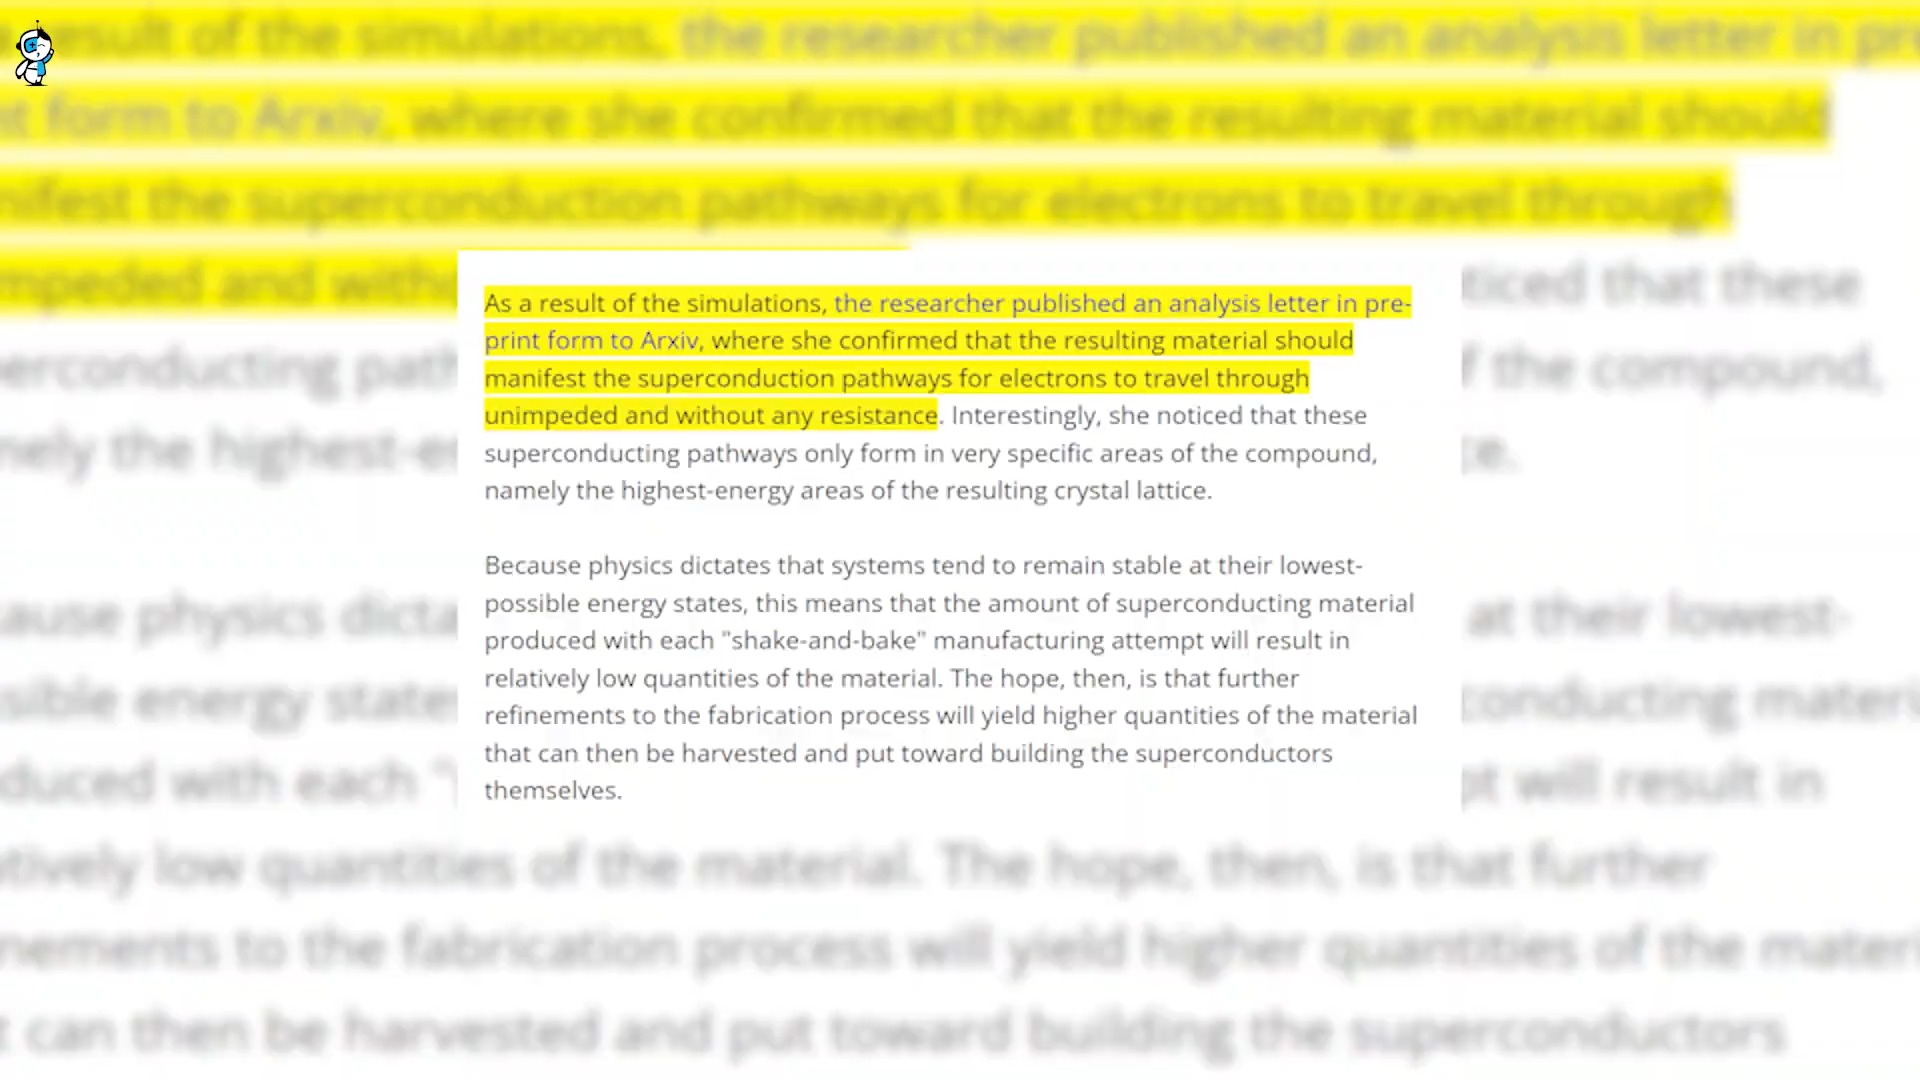 As a result of the simulations, the researcher published an analysis letter in pre-
print form to Arxiv, where she confirmed that the resulting material should
manifest the superconduction pathways for electrons to travel through
unimpeded and without any resistance. Interestingly, she noticed that these
superconducting pathways only form in very specific areas of the compound,
namely the highest-energy areas of the resulting crystal lattice.
Because physics dictates that systems tend to remain stable at their lowest-
possible energy states, this means that the amount of superconducting material
produced with each "shake-and-bake" manufacturing attempt will result in
relatively low quantities of the material. The hope, then, is that further
refinements to the fabrication process will yield higher quantities of the material
that can then be harvested and put toward building the superconductors
themselves.